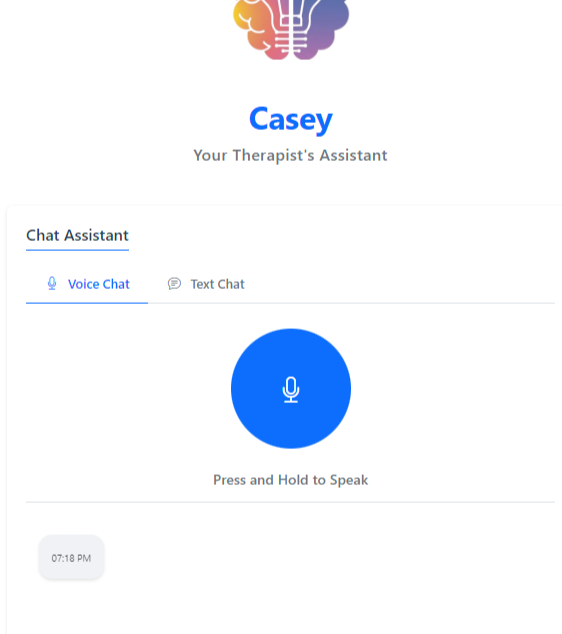 Casey
Your Therapist's Assistant
Chat Assistant
Voice Chat Text Chat
Press and Hold to Speak
07:18 PM